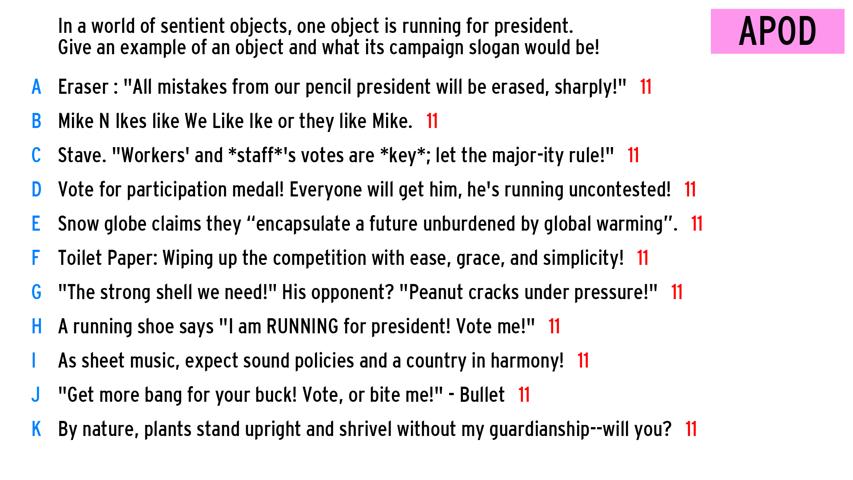 In a world of sentient objects, one object is running for president.
APOD
Give an example of an object and what its campaign slogan would be!
A Eraser : "All mistakes from our pencil president will be erased, sharply!" 11
B Mike N Ikes like We Like Ike or they like Mike. 11
C Stave. "Workers' and *staff*'s votes are *key*; let the major-ity rule!" 11
D Vote for participation medal! Everyone will get him, he's running uncontested! 11
E Snow globe claims they “encapsulate a future unburdened by global warming”. 11
F Toilet Paper: Wiping up the competition with ease, grace, and simplicity! 11
G "The strong shell we need!" His opponent? "Peanut cracks under pressure!" 11
H A running shoe says "I am RUNNING for president! Vote me!" 11
I As sheet music, expect sound policies and a country in harmony! 11
J "Get more bang for your buck! Vote, or bite me!" - Bullet 11
K By nature, plants stand upright and shrivel without my guardianship--will you? 11